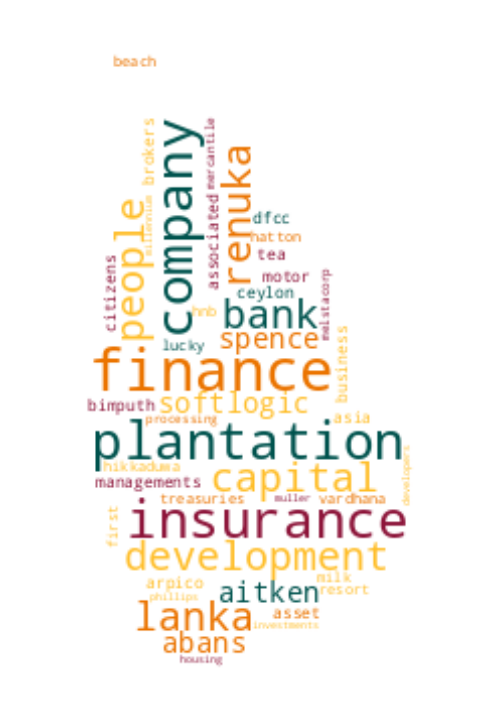 beach
company
mercantile
brokers
associated
renuka
millennium
people
dfcc
hatton
tea
citizens
motor
ceylon
melstacorp
hnb
bank
spence
lucky
business
finance
bimputh
softlogic
processing
asia
plantation
hikkaduwa
capital
developers
managements
treasuries
muller
vardhana
first
insurance
development
arpico
milk
aitken
resort
phillips
lanka
asset
investments
abans
housing